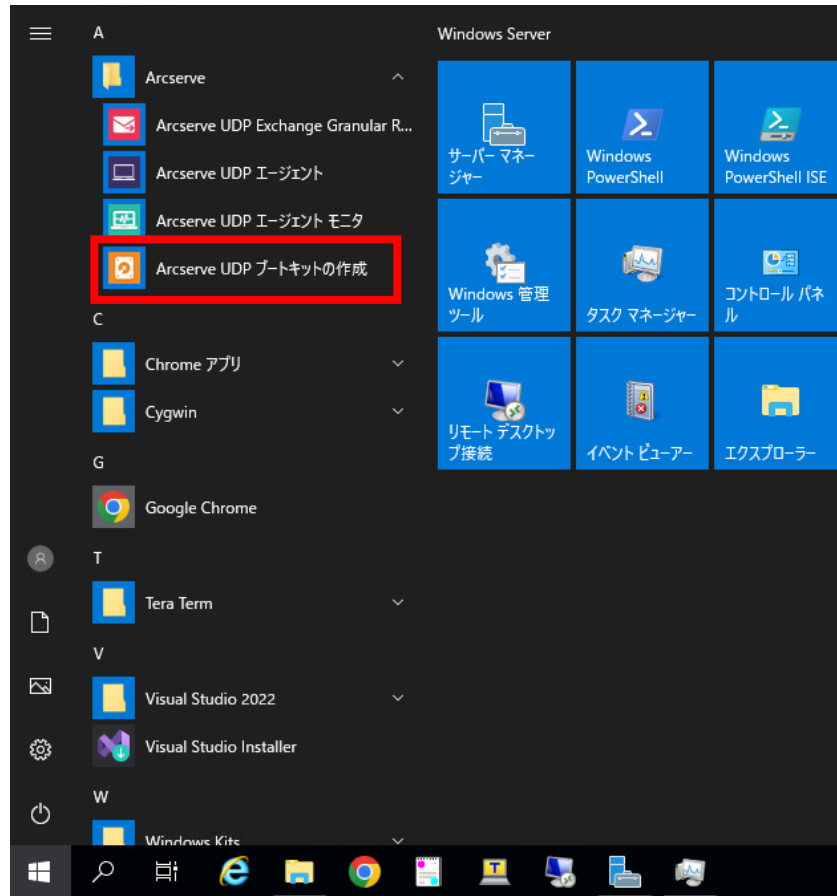 A
Arcserve
Arcserve UDP Exchange Granular R...
Arcserve UDP エージェント
Arcserve UDP エージェント モニタ
Arcserve UDP ブートキットの作成
C
Chrome アプリ
Cygwin
G
Google Chrome
T
Tera Term
V
Visual Studio 2022
Visual Studio Installer
W
Windows Kits
Windows Server
サーバー マネー
ジャー
Windows
PowerShell
Windows
PowerShell ISE
Windows 管理
ツール
タスク マネージャー
コントロール パネ
ル
リモート デスクトッ
プ接続
イベント ビューアー
エクスプローラー